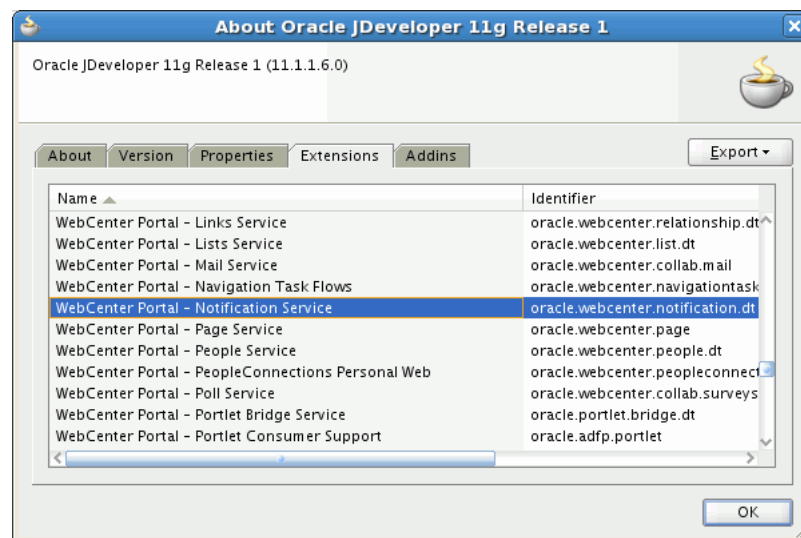 About Oracle JDeveloper 11g Release 1
Oracle JDeveloper 11g Release 1 (11.1.1.6.0)
About Version Properties Extensions Addins Export
Name Identifier
WebCenter Portal – Links Service oracle.webcenter.relationship.dt
WebCenter Portal – Lists Service oracle.webcenter.list.dt
WebCenter Portal – Mail Service oracle.webcenter.collab.mail
WebCenter Portal – Navigation Task Flows oracle.webcenter.navigationtask
WebCenter Portal – Notification Service oracle.webcenter.notification.dt
WebCenter Portal – Page Service oracle.webcenter.page
WebCenter Portal – People Service oracle.webcenter.people.dt
WebCenter Portal – PeopleConnections Personal Web oracle.webcenter.peopleconnect
WebCenter Portal – Poll Service oracle.webcenter.collab.surveys
WebCenter Portal – Portlet Bridge Service oracle.portlet.bridge.dt
WebCenter Portal – Portlet Consumer Support oracle.adfp.portlet
OK